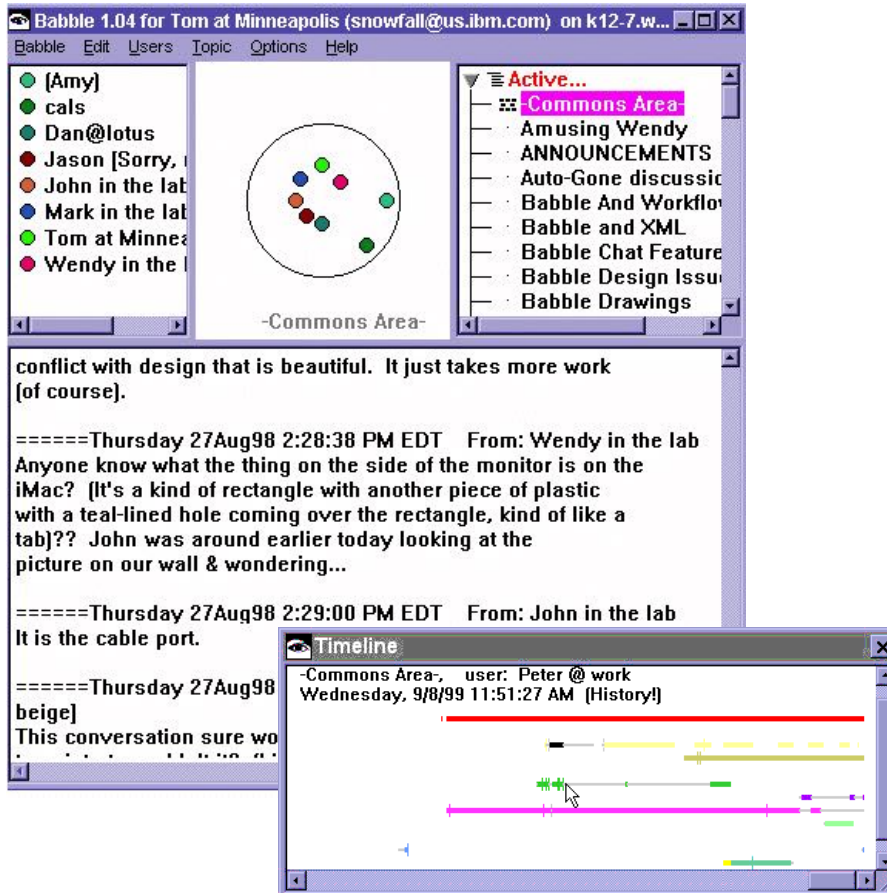 Babble 1.04 for Tom at Minneapolis (snowfall@us.ibm.com) on k12-7.w...
Babble Edit Users Topic Options Help
(Amy)
cals
Dan@lotus
Jason [Sorry,
John in the lab
Mark in the lab
Tom at Minnea
Wendy in the
-Commons Area-
Active...
-Commons Area-
Amusing Wendy
ANNOUNCEMENTS
Auto-Gone discussio
Babble And Workflow
Babble and XML
Babble Chat Feature
Babble Design Issu
Babble Drawings
conflict with design that is beautiful. It just takes more work
(of course).
======Thursday 27Aug98 2:28:38 PM EDT From: Wendy in the lab
Anyone know what the thing on the side of the monitor is on the
iMac? (It's a kind of rectangle with another piece of plastic
with a teal-lined hole coming over the rectangle, kind of like a
tab)?? John was around earlier today looking at the
picture on our wall & wondering...
======Thursday 27Aug98 2:29:00 PM EDT From: John in the lab
It is the cable port.
======Thursday 27Aug98
beige]
This conversation sure wo
Timeline
-Commons Area-, user: Peter @ work
Wednesday, 9/8/99 11:51:27 AM (History!)